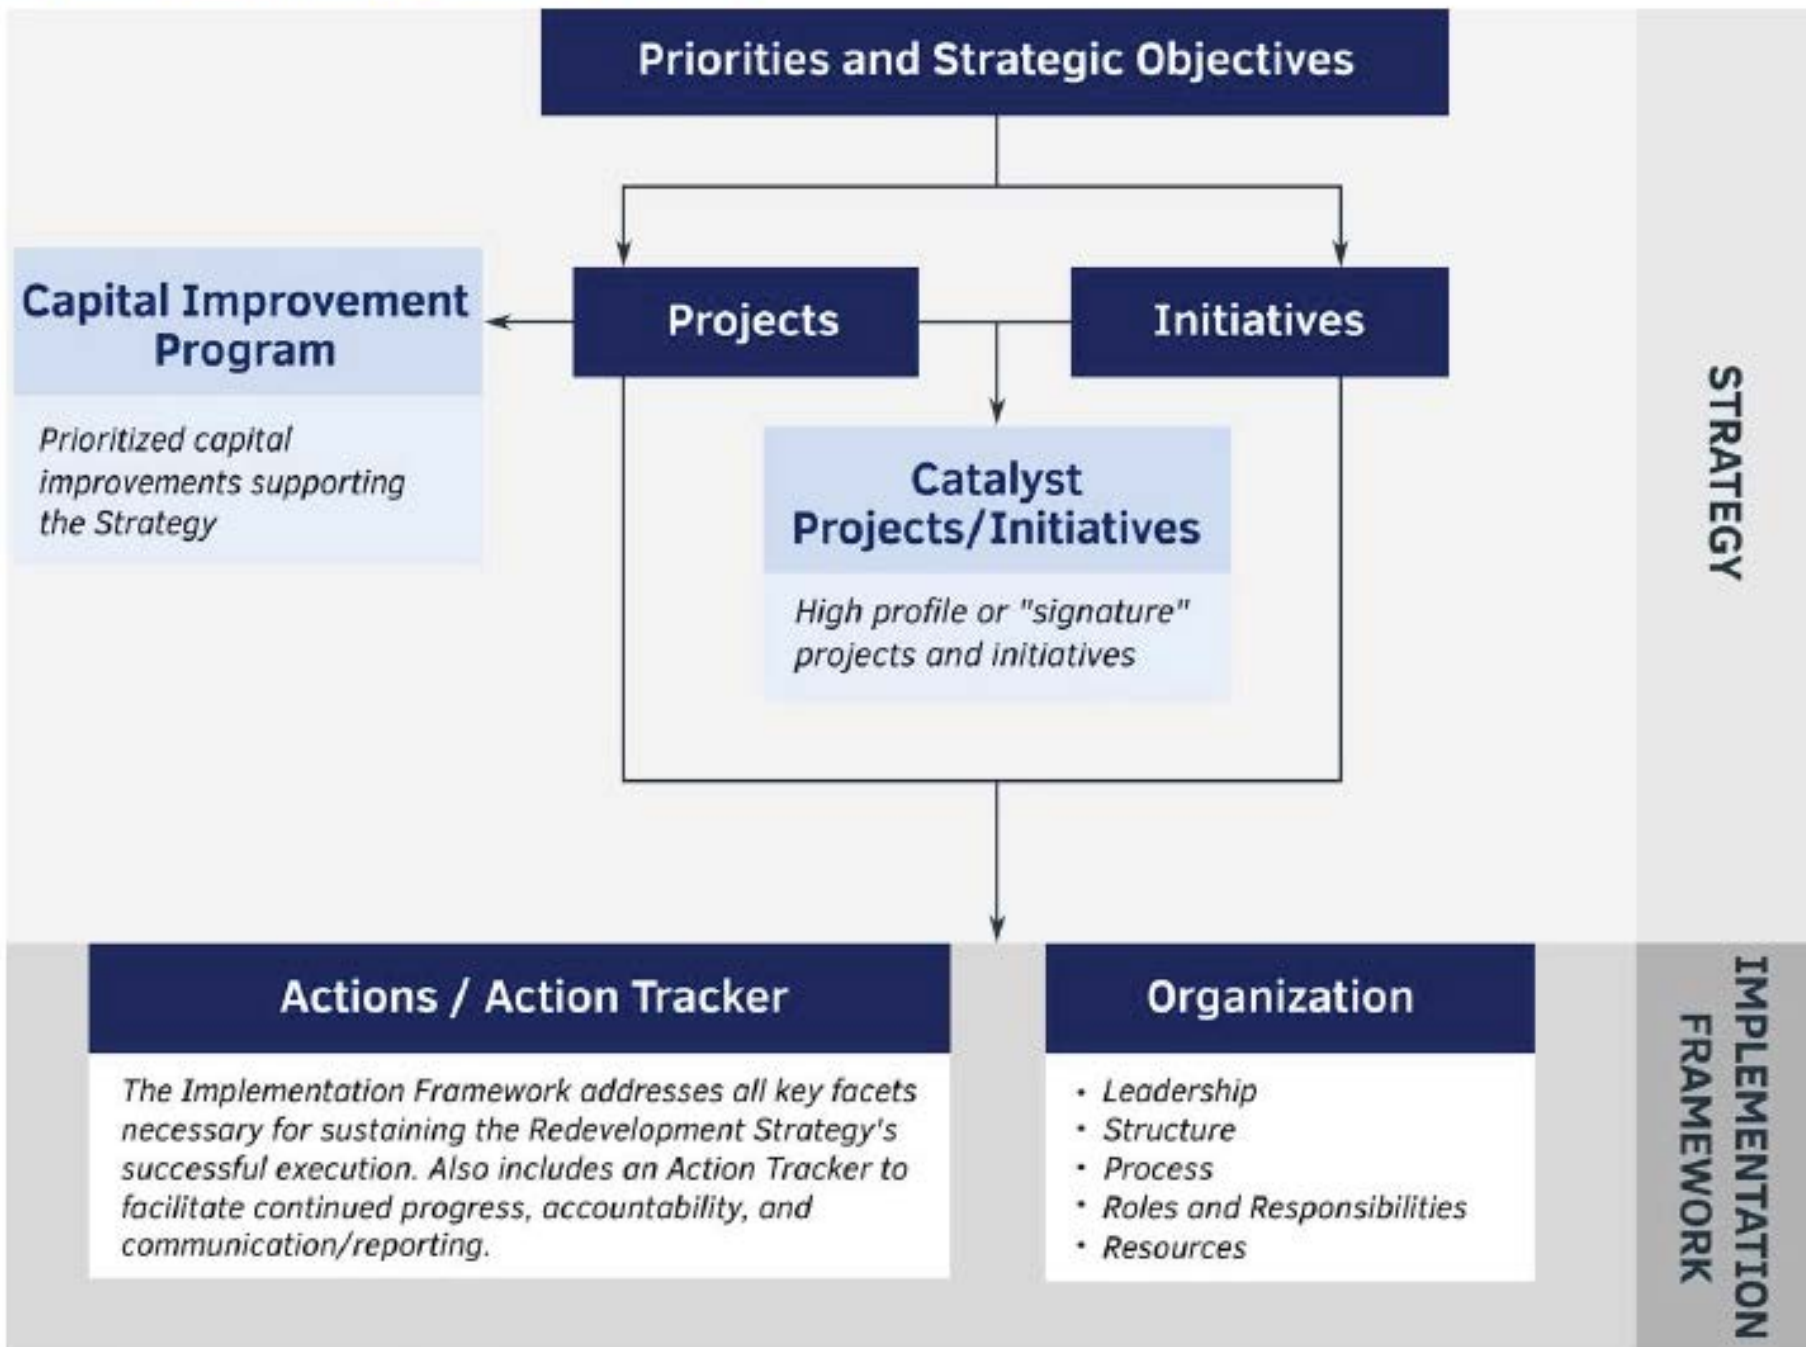 Priorities and Strategic Objectives
Capital Improvement
Program
Prioritized capital
improvements supporting
the Strategy
Projects
Initiatives
Catalyst
Projects/Initiatives
High profile or "signature"
projects and initiatives
STRATEGY
Actions / Action Tracker
The Implementation Framework addresses all key facets
necessary for sustaining the Redevelopment Strategy's
successful execution. Also includes an Action Tracker to
facilitate continued progress, accountability, and
communication/reporting.
Organization
• Leadership
• Structure
• Process
• Roles and Responsibilities
• Resources
IMPLEMENTATION
FRAMEWORK